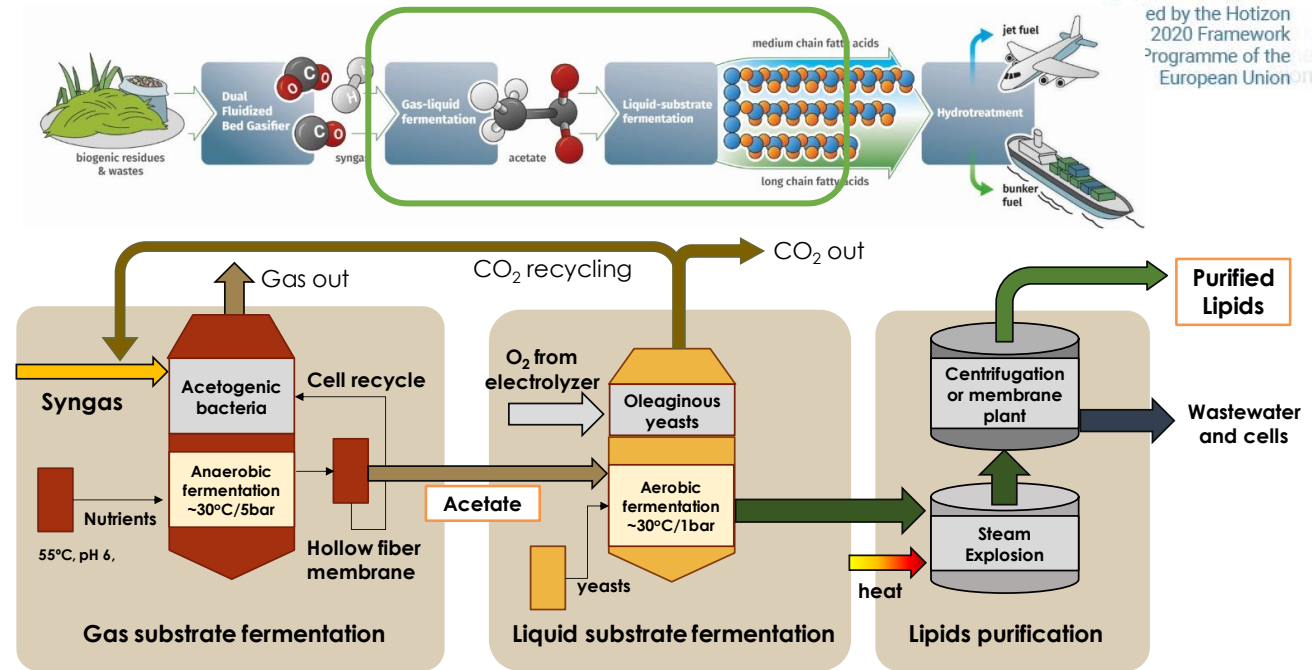 ed by the Hotizon
2020 Framework
Programme of the
European Union
medium chain fatty acids
jet fuel
Dual
Fluidized
Bed Gasifier
Gas-liquid
fermentation
Liquid-substrate
fermentation
Hydrotreatment
C
O
O
H
H
C
O
biogenic residues
& wastes
syngas
acetate
long chain fatty acids
bunker
fuel
Gas out
CO₂ recycling
CO₂ out
Purified
Lipids
Syngas
Acetogenic
bacteria
Cell recycle
O₂ from
electrolyzer
Oleaginous
yeasts
Centrifugation
or membrane
plant
Wastewater
and cells
Anaerobic
fermentation
~30°C/5bar
Nutrients
55°C, pH 6,
Hollow fiber
membrane
Acetate
Aerobic
fermentation
~30°C/1bar
yeasts
Steam
Explosion
heat
Gas substrate fermentation
Liquid substrate fermentation
Lipids purification